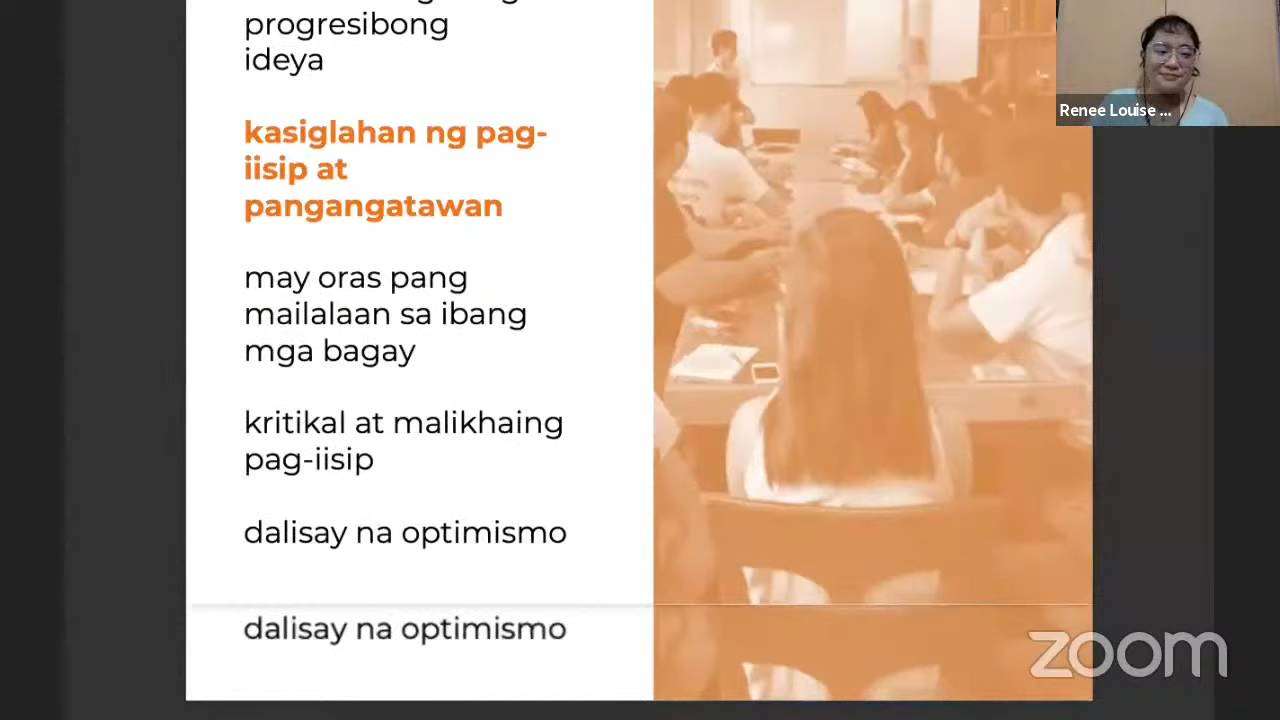 progresibong
ideya
kasiglahan ng pag-
iisip at
pangangatawan
may oras pang
mailalaan sa ibang
mga bagay
kritikal at malikhaing
pag-iisip
dalisay na optimismo
dalisay na optimismo
Renee Louise ...
zoom